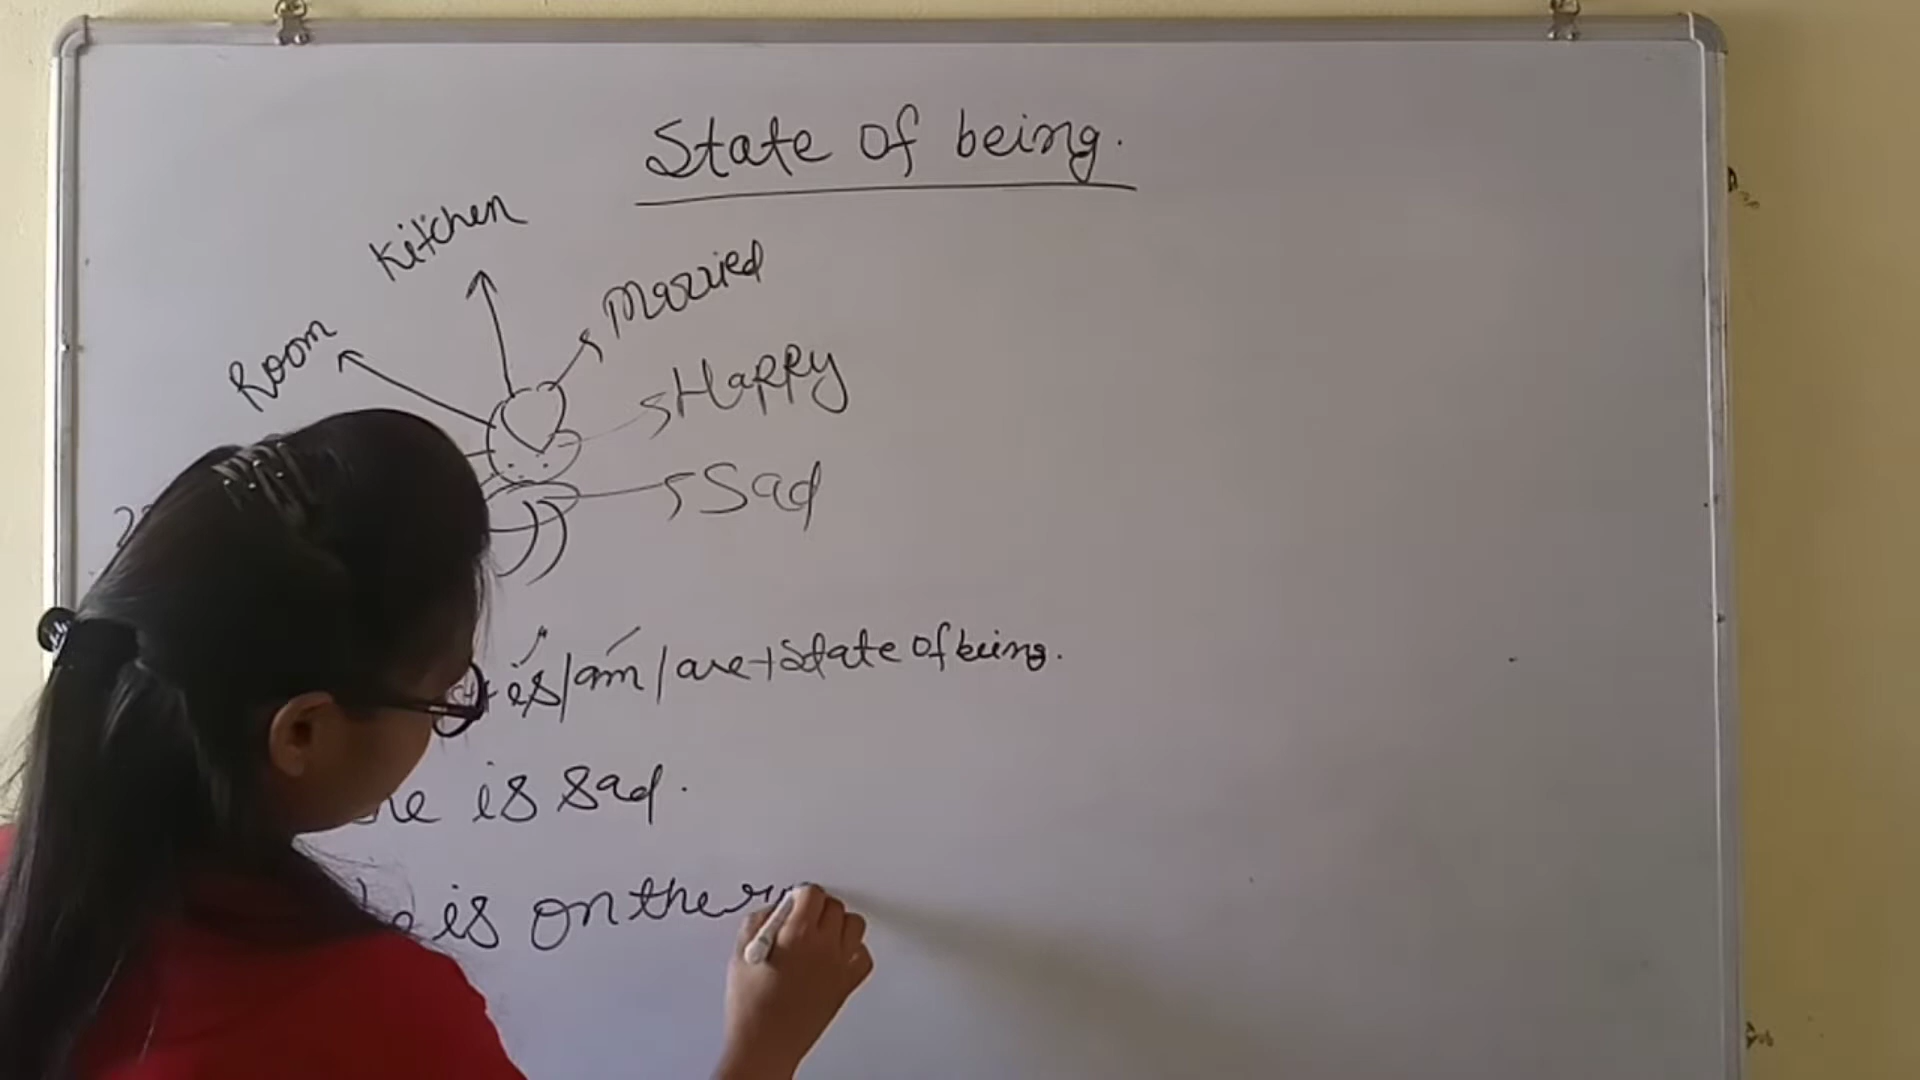 State of being.
Kitchen
Married
Room
Happy
Sad
is/am/are+State of being.
is sad.
is on the